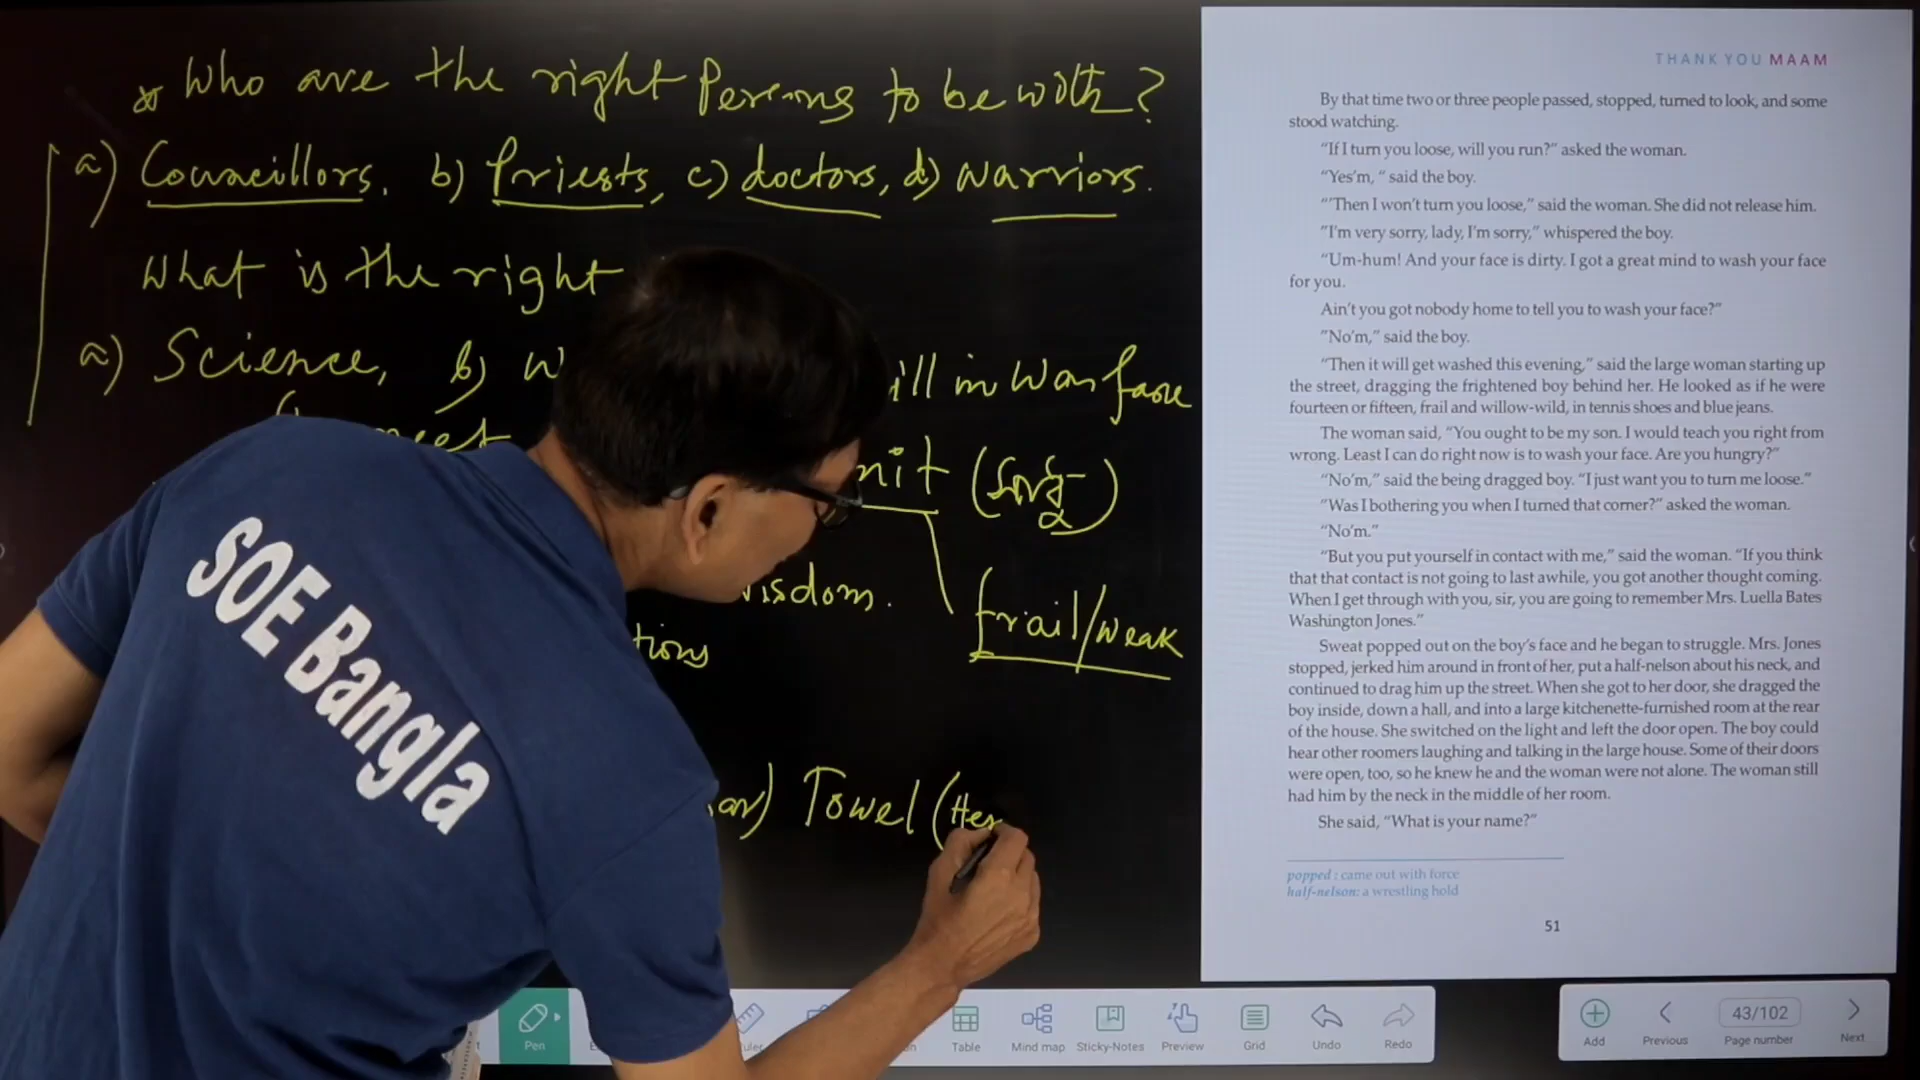 * Who are the right Persons to be with?
a) Councillors, b) Priests, c) doctors, d) warriors.
What is the right
a) Science, b) w ill in Warfare
meet nit
frail/weak
isdom.
tions
Towel (Her
SOE Bangla
THANK YOU MAAM
By that time two or three people passed, stopped, turned to look, and some
stood watching.
"If I turn you loose, will you run?" asked the woman.
"Yes'm, " said the boy.
"'Then I won't turn you loose," said the woman. She did not release him.
"I'm very sorry, lady, I'm sorry," whispered the boy.
"Um-hum! And your face is dirty. I got a great mind to wash your face
for you.
Ain't you got nobody home to tell you to wash your face?"
"No'm," said the boy.
"Then it will get washed this evening," said the large woman starting up
the street, dragging the frightened boy behind her. He looked as if he were
fourteen or fifteen, frail and willow-wild, in tennis shoes and blue jeans.
The woman said, "You ought to be my son. I would teach you right from
wrong. Least I can do right now is to wash your face. Are you hungry?"
"No'm," said the being dragged boy. "I just want you to turn me loose."
"Was I bothering you when I turned that corner?" asked the woman.
"No'm."
"But you put yourself in contact with me," said the woman. "If you think
that that contact is not going to last awhile, you got another thought coming.
When I get through with you, sir, you are going to remember Mrs. Luella Bates
Washington Jones."
Sweat popped out on the boy's face and he began to struggle. Mrs. Jones
stopped, jerked him around in front of her, put a half-nelson about his neck, and
continued to drag him up the street. When she got to her door, she dragged the
boy inside, down a hall, and into a large kitchenette-furnished room at the rear
of the house. She switched on the light and left the door open. The boy could
hear other roomers laughing and talking in the large house. Some of their doors
were open, too, so he knew he and the woman were not alone. The woman still
had him by the neck in the middle of her room.
She said, "What is your name?"
popped : came out with force
half-nelson: a wrestling hold
51
Pen
Table
Mind map
Sticky-Notes
Preview
Grid
Undo
Redo
Add
Previous
43/102
Page number
Next